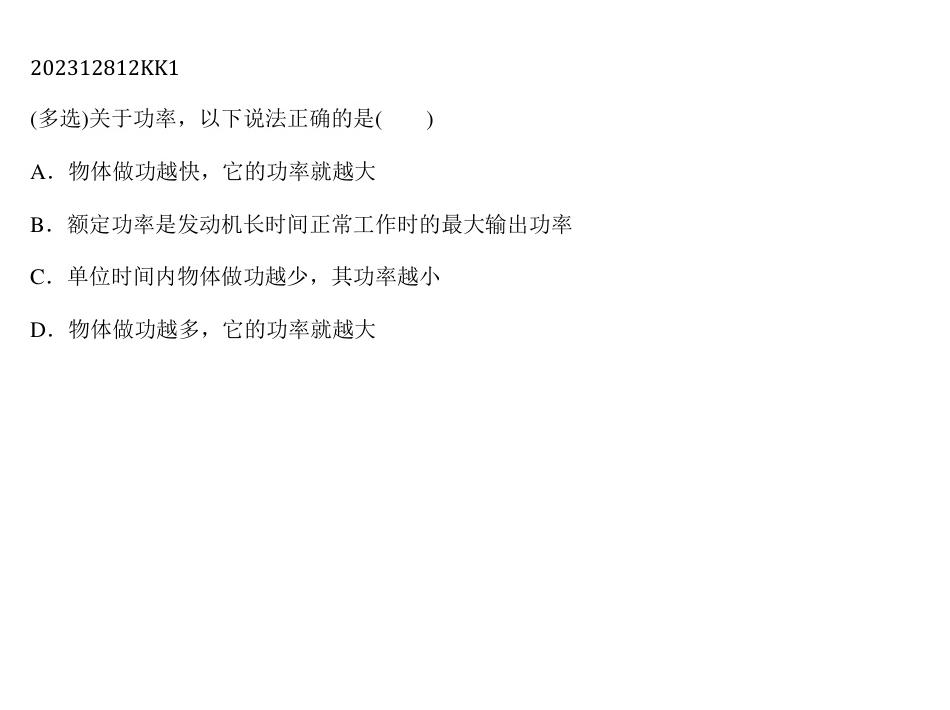 202312812KK1
(多选)关于功率，以下说法正确的是(　　)
A．物体做功越快，它的功率就越大
B．额定功率是发动机长时间正常工作时的最大输出功率
C．单位时间内物体做功越少，其功率越小
D．物体做功越多，它的功率就越大